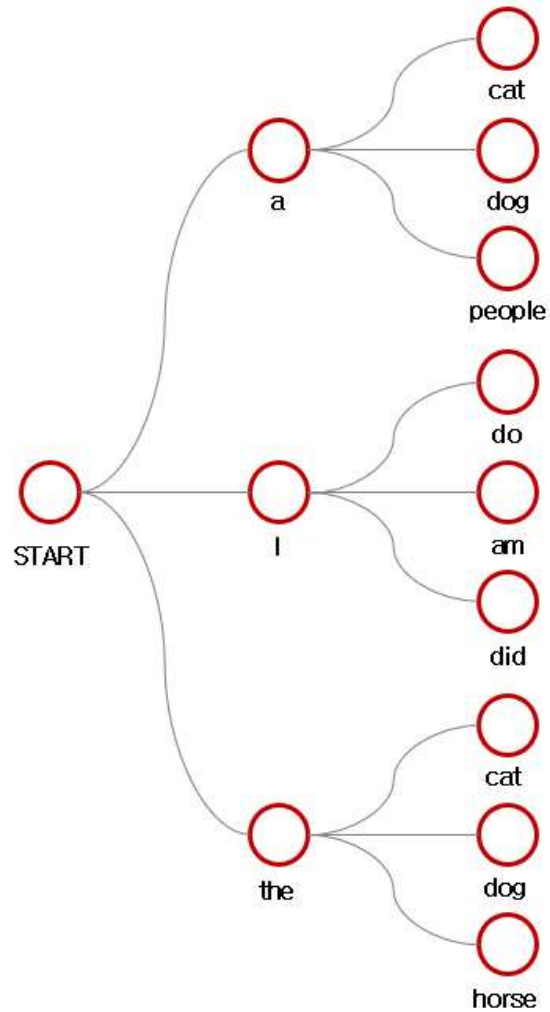 cat
a
dog
people
do
START
I
am
did
cat
the
dog
horse